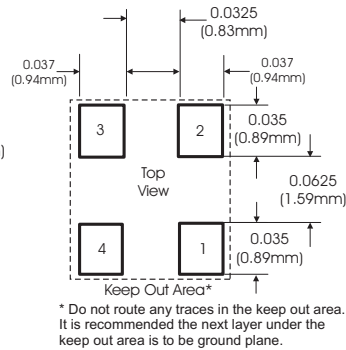 0.0325
(0.83mm)
0.037
(0.94mm)
0.037
(0.94mm)
3
2
0.035
(0.89mm)
Top
View
0.0625
(1.59mm)
4
1
0.035
(0.89mm)
Keep Out Area*
* Do not route any traces in the keep out area.
It is recommended the next layer under the
keep out area is to be ground plane.